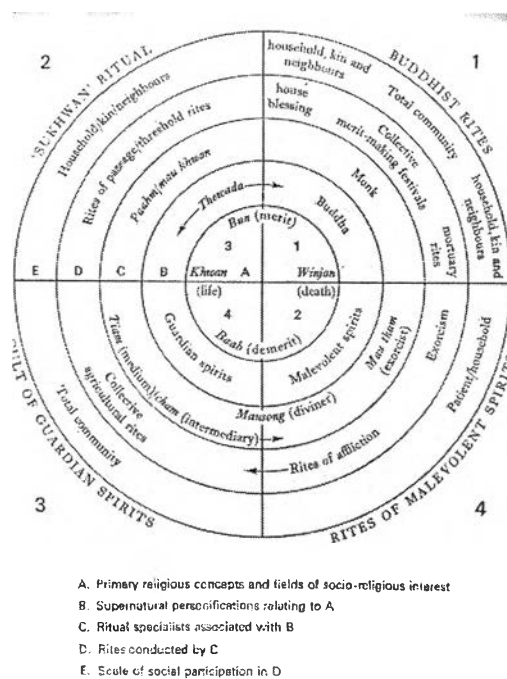 2
1
'SUKHWAN' RITUAL
BUDDHIST RITES
Household/kin/neighbours
Rites of passage/threshold rites
Paahm/mau khwan
Thewada
household, kin and
neighbours
Total community
house
blessing
Collective
merit-making festivals
household, kin and
neighbours
mortuary
rites
Monk
Buddha
Bun (merit)
3
1
E
D
C
B
Khwan
A
Winjan
(life)
(death)
4
2
Baab (demerit)
Guardian spirits
Malevolent spirits
Tiam (medium)/cham (intermediary)
Mau tham
(exorcist)
Exorcism
Patient/household
Mausong (diviner)
Collective
agricultural rites
Rites of affliction
Total community
CULT OF GUARDIAN SPIRITS
RITES OF MALEVOLENT SPIRITS
3
4
A. Primary religious concepts and fields of socio-religious interest
B. Supernatural personifications relating to A
C. Ritual specialists associated with B
D. Rites conducted by C
E. Scale of social participation in D